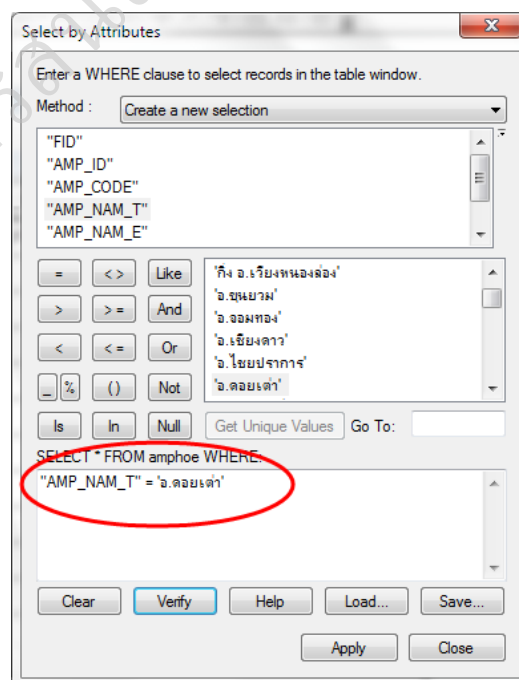 Select by Attributes
Enter a WHERE clause to select records in the table window.
Method : Create a new selection
"FID"
"AMP_ID"
"AMP_CODE"
"AMP_NAM_T"
"AMP_NAM_E"
= <> Like
> >= And
< <= Or
_ % () Not
Is In Null
'กิ่ง อ.เวียงหนองล่อง'
'อ.ขุนยวม'
'อ.จอมทอง'
'อ.เชียงดาว'
'อ.ไชยปราการ'
'อ.ดอยเต่า'
Get Unique Values Go To:
SELECT * FROM amphoe WHERE:
"AMP_NAM_T" = 'อ.ดอยเต่า'
Clear Verify Help Load... Save...
Apply Close